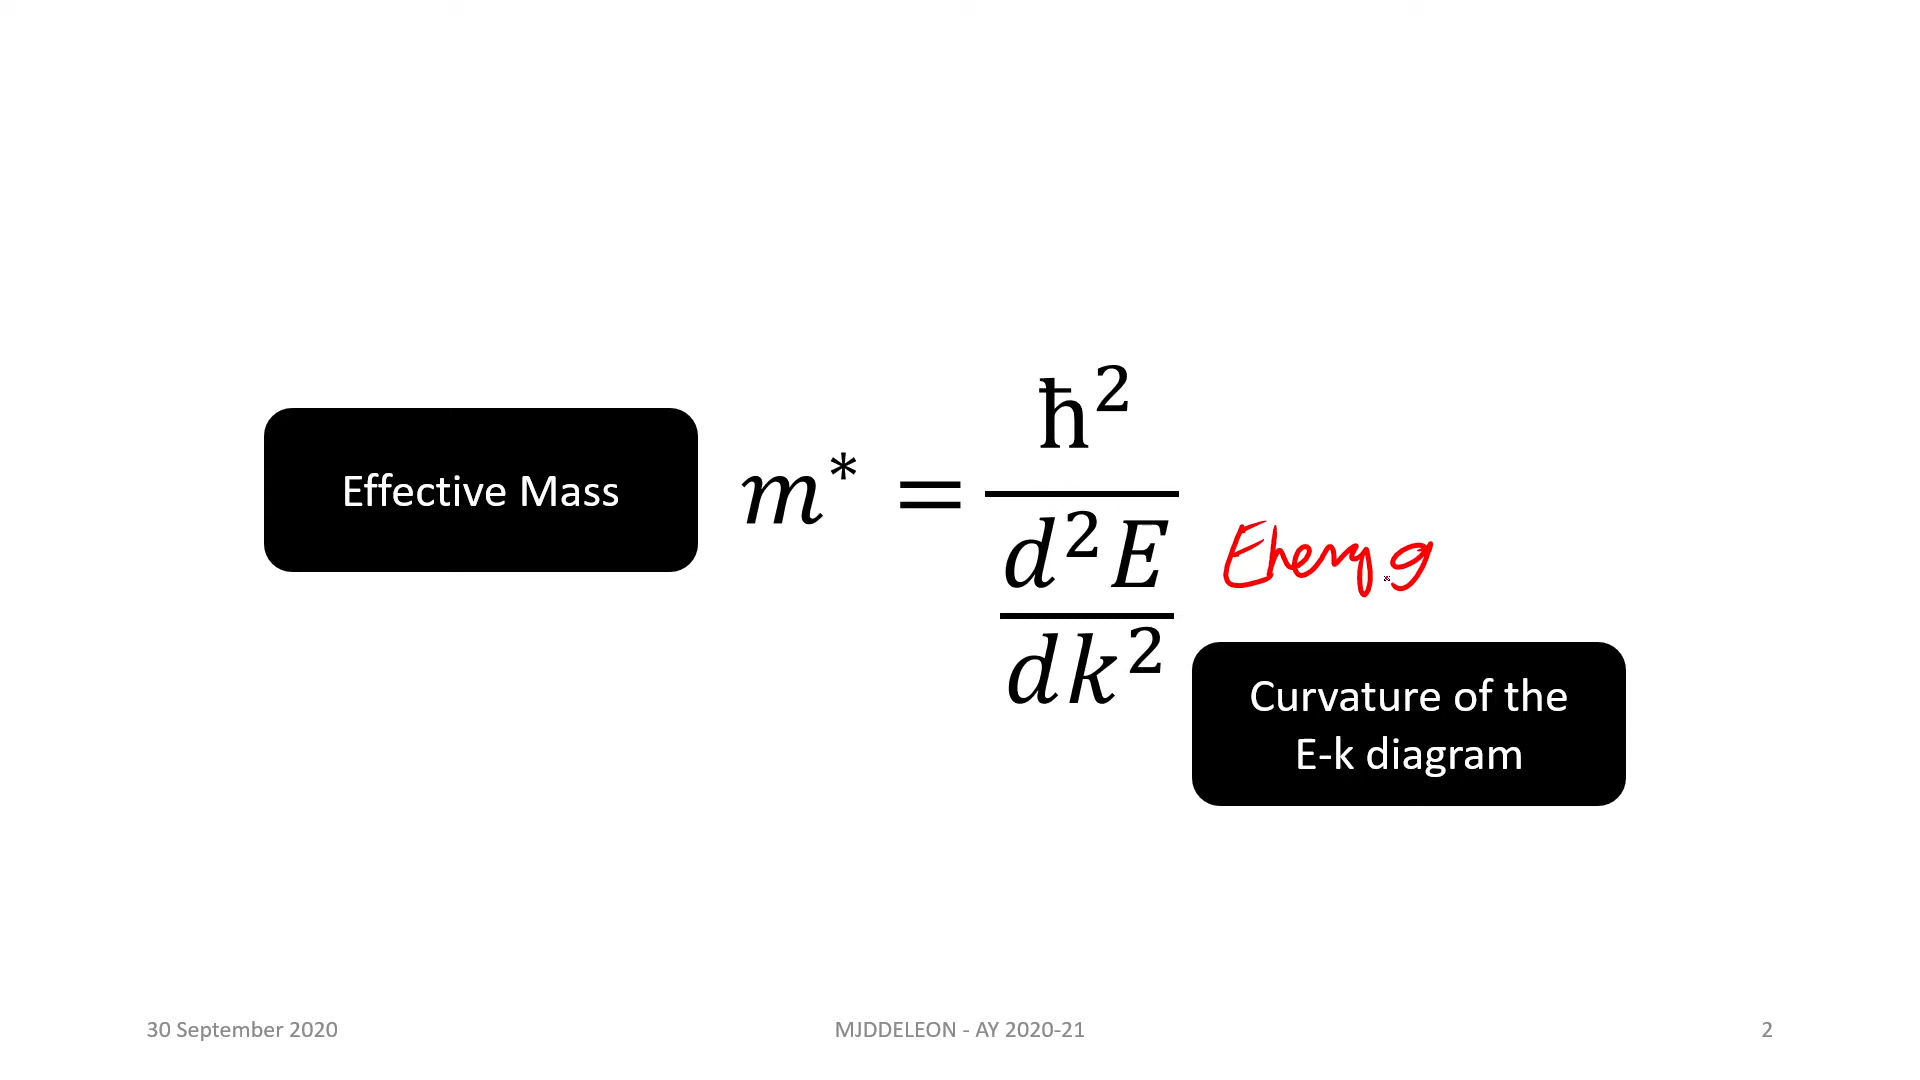 Effective Mass
m* = ħ² / (d²E / dk²)
Energy
Curvature of the
E-k diagram
30 September 2020
MJDDELEON - AY 2020-21
2